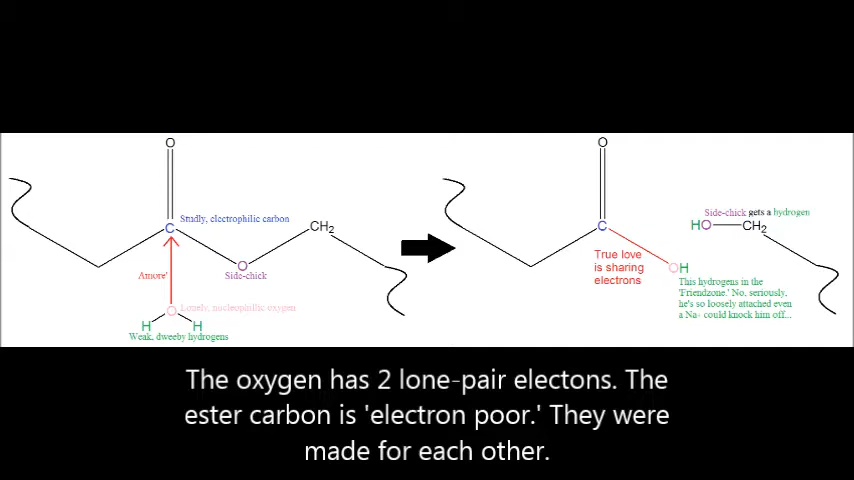 O
C
Studly, electrophilic carbon
CH2
O
Side-chick
Amore'
O
Lonely, nucleophilic oxygen
H
H
Weak, dweeby hydrogens
O
C
Side-chick gets a hydrogen
HO
CH2
True love
is sharing
electrons
OH
This hydrogens in the
'Friendzone.' No, seriously,
he's so loosely attached even
a Na+ could knock him off...
The oxygen has 2 lone-pair electons. The
ester carbon is 'electron poor.' They were
made for each other.